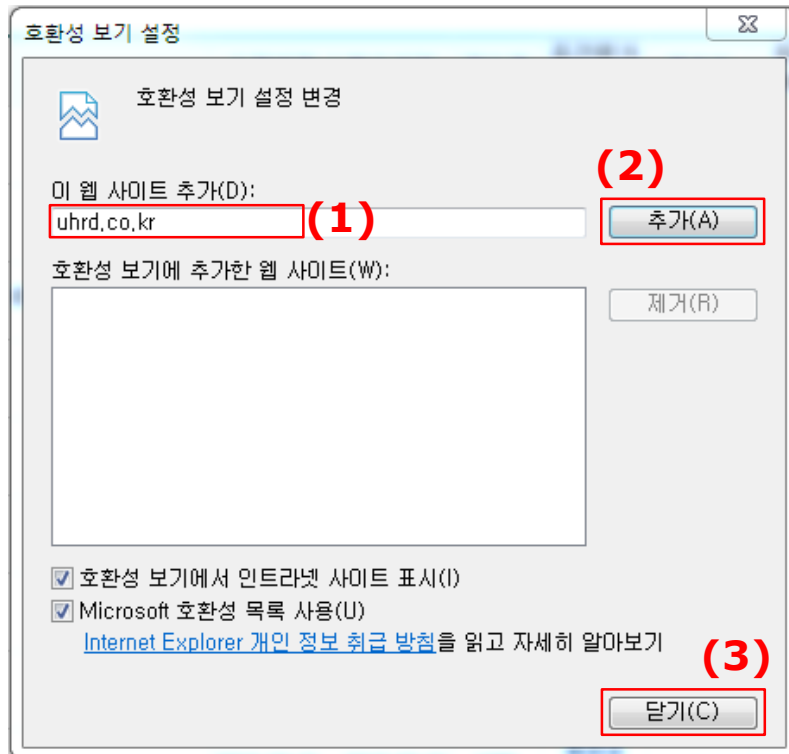 호환성 보기 설정
호환성 보기 설정 변경
(2)
이 웹 사이트 추가(D):
uhrd.co.kr
(1)
추가(A)
호환성 보기에 추가한 웹 사이트(W):
제거(R)
호환성 보기에서 인트라넷 사이트 표시(I)
Microsoft 호환성 목록 사용(U)
Internet Explorer 개인 정보 취급 방침을 읽고 자세히 알아보기
(3)
닫기(C)